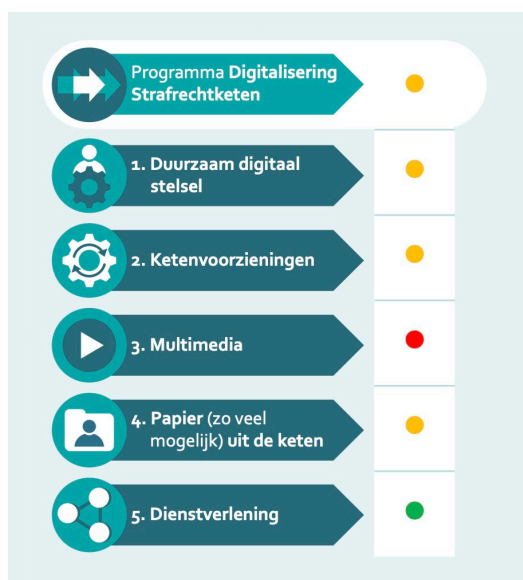 Programma Digitalisering
Strafrechtketen
1. Duurzaam digitaal
stelsel
2. Ketenvoorzieningen
3. Multimedia
4. Papier (zo veel
mogelijk) uit de keten
5. Dienstverlening